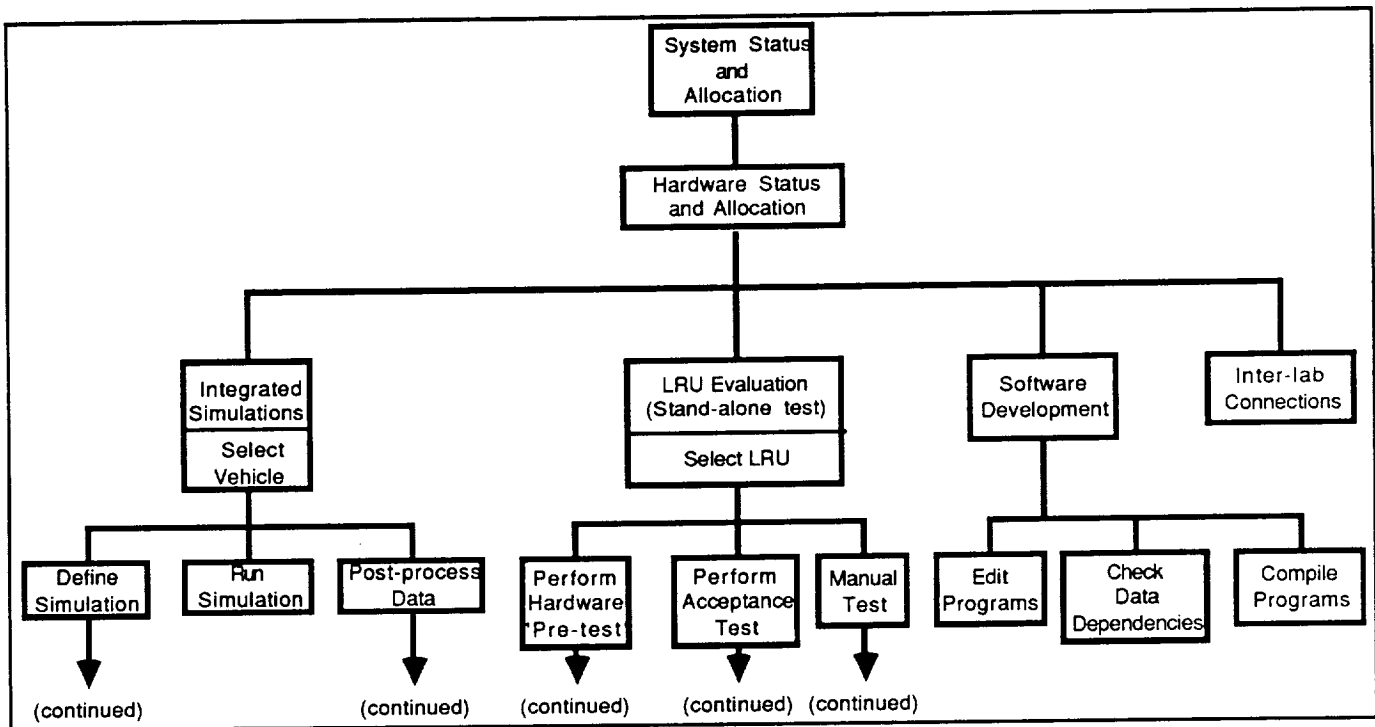 System Status
and
Allocation
Hardware Status
and Allocation
Integrated
Simulations
Select
Vehicle
LRU Evaluation
(Stand-alone test)
Select LRU
Software
Development
Inter-lab
Connections
Define
Simulation
Run
Simulation
Post-process
Data
Perform
Hardware
"Pre-test"
Perform
Acceptance
Test
Manual
Test
Edit
Programs
Check
Data
Dependencies
Compile
Programs
(continued)
(continued)
(continued)
(continued)
(continued)